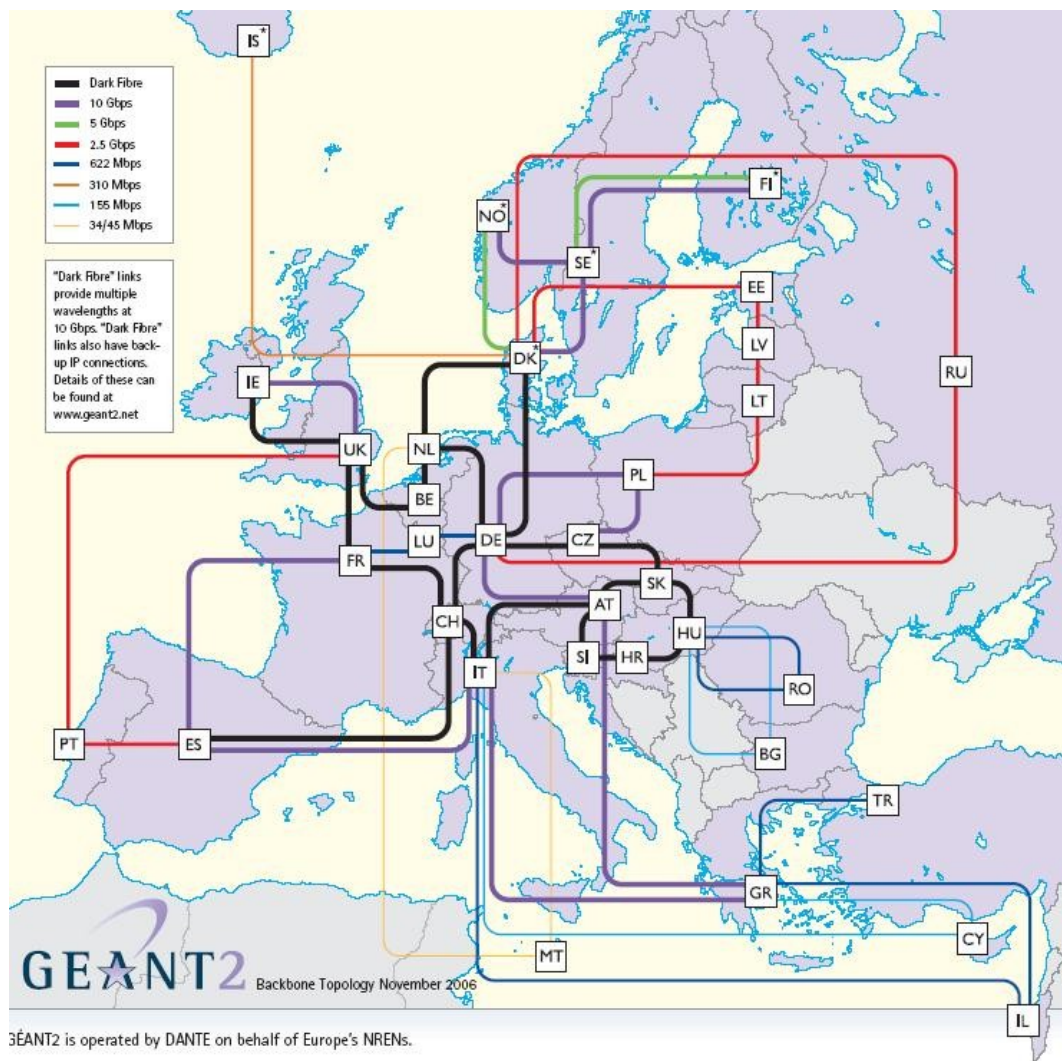 IS*
Dark Fibre
10 Gbps
5 Gbps
2.5 Gbps
622 Mbps
310 Mbps
155 Mbps
34/45 Mbps
"Dark Fibre" links
provide multiple
wavelengths at
10 Gbps. "Dark Fibre"
links also have back-
up IP connections.
Details of these can
be found at
www.geant2.net
FI*
NO*
SE*
EE
LV
DK*
RU
IE
LT
UK
NL
PL
BE
LU
DE
CZ
FR
SK
AT
CH
HU
SI
HR
IT
RO
PT
ES
BG
TR
GR
CY
MT
IL
GEANT2
Backbone Topology November 2006
GÉANT2 is operated by DANTE on behalf of Europe's NRENs.